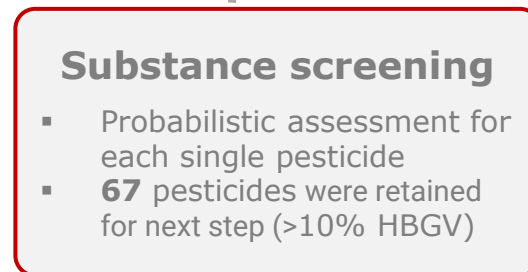 Substance screening
▪ Probabilistic assessment for
each single pesticide
▪ 67 pesticides were retained
for next step (>10% HBGV)